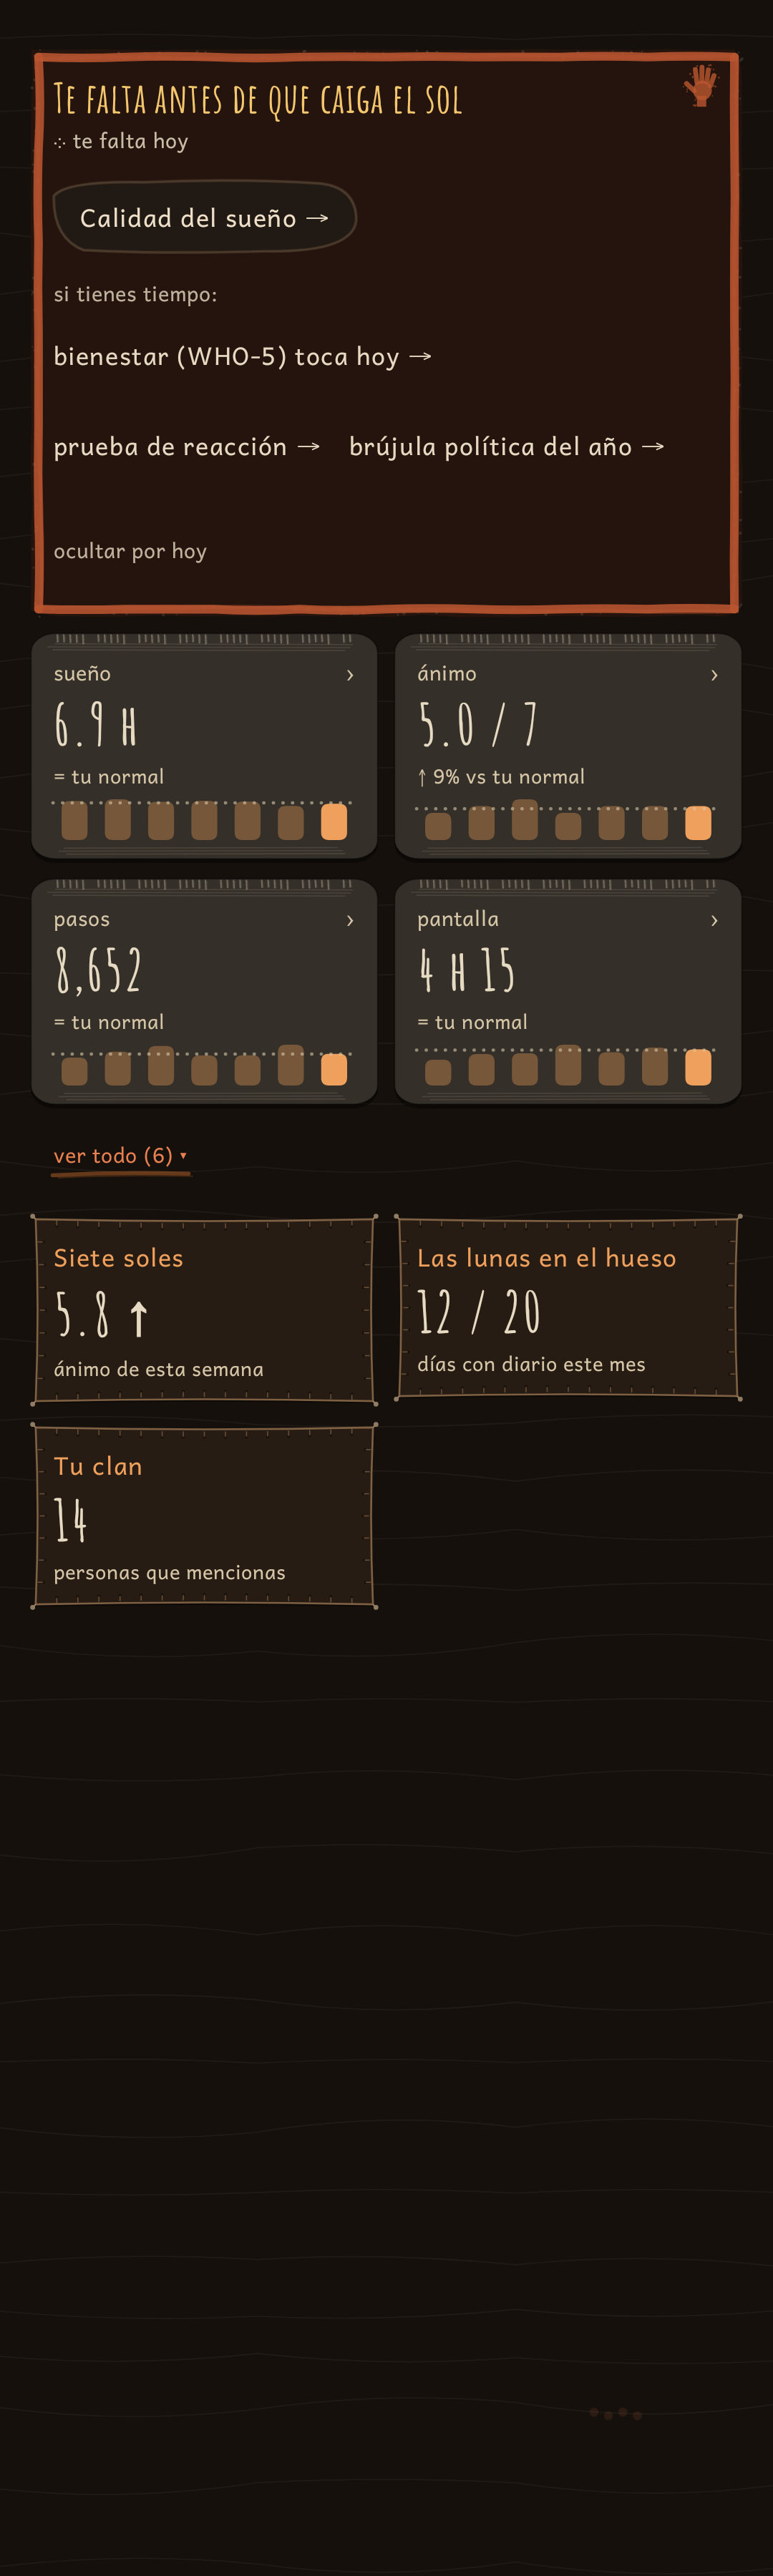 Te falta antes de que caiga el sol
te falta hoy
Calidad del sueño →
si tienes tiempo:
bienestar (WHO-5) toca hoy →
prueba de reacción → brújula política del año →
ocultar por hoy
sueño ›
6.9 h
= tu normal
ánimo ›
5.0 / 7
↑ 9% vs tu normal
pasos ›
8,652
= tu normal
pantalla ›
4 h 15
= tu normal
ver todo (6) ▾
Siete soles
5.8 ↑
ánimo de esta semana
Las lunas en el hueso
12 / 20
días con diario este mes
Tu clan
14
personas que mencionas